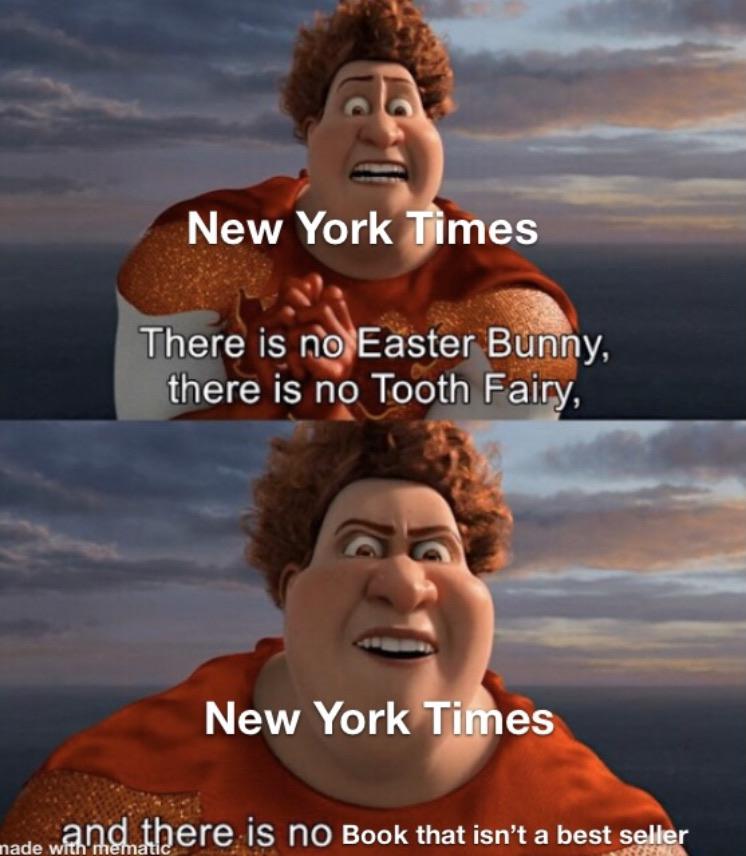 New York Times
There is no Easter Bunny,
there is no Tooth Fairy,
New York Times
and there is no Book that isn't a best seller
made with mematic